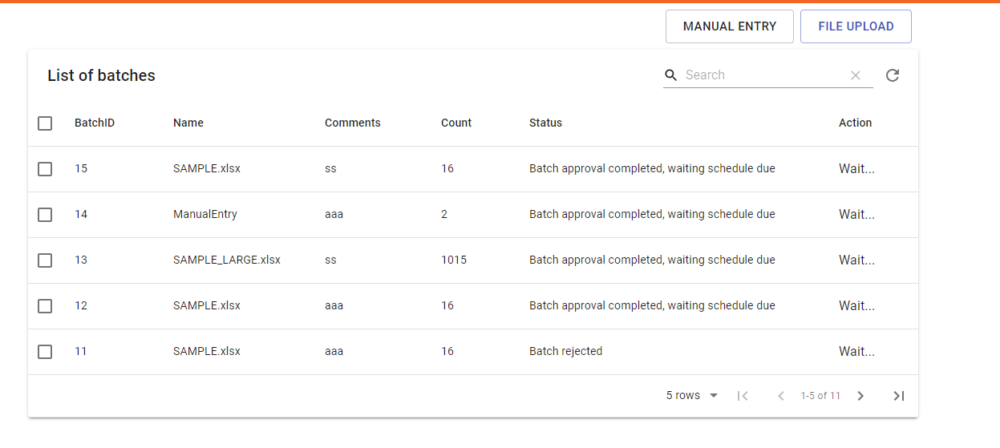 MANUAL ENTRY FILE UPLOAD
List of batches Search
BatchID Name Comments Count Status Action
15 SAMPLE.xlsx ss 16 Batch approval completed, waiting schedule due Wait...
14 ManualEntry aaa 2 Batch approval completed, waiting schedule due Wait...
13 SAMPLE_LARGE.xlsx ss 1015 Batch approval completed, waiting schedule due Wait...
12 SAMPLE.xlsx aaa 16 Batch approval completed, waiting schedule due Wait...
11 SAMPLE.xlsx aaa 16 Batch rejected Wait...
5 rows 1-5 of 11